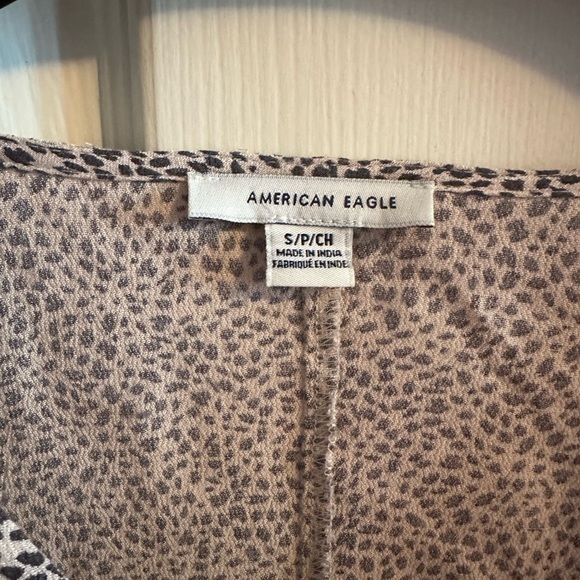 AMERICAN EAGLE
S/P/CH
MADE IN INDIA
FABRIQUÉ EN INDE